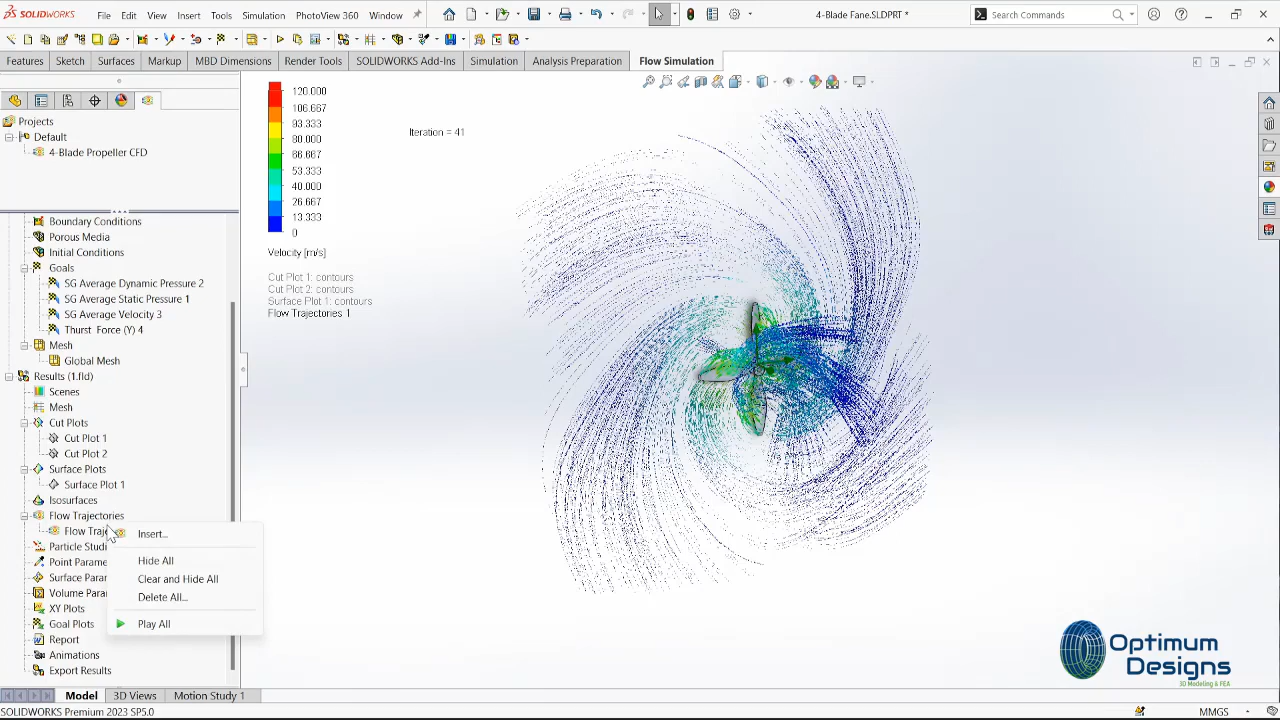 SOLIDWORKS File Edit View Insert Tools Simulation PhotoView 360 Window 4-Blade Fane.SLDPRT * Search Commands
Features Sketch Surfaces Markup MBD Dimensions Render Tools SOLIDWORKS Add-Ins Simulation Analysis Preparation Flow Simulation
Projects
Default
4-Blade Propeller CFD
Boundary Conditions
Porous Media
Initial Conditions
Goals
SG Average Dynamic Pressure 2
SG Average Static Pressure 1
SG Average Velocity 3
Thurst Force (Y) 4
Mesh
Global Mesh
Results (1.fld)
Scenes
Mesh
Cut Plots
Cut Plot 1
Cut Plot 2
Surface Plots
Surface Plot 1
Isosurfaces
Flow Trajectories
Flow Traj
Particle Studi
Point Parame
Surface Parar
Volume Para
XY Plots
Goal Plots
Report
Animations
Export Results
Insert...
Hide All
Clear and Hide All
Delete All...
Play All
120.000
106.667
93.333
80.000
66.667
53.333
40.000
26.667
13.333
0
Velocity [m/s]
Cut Plot 1: contours
Cut Plot 2: contours
Surface Plot 1: contours
Flow Trajectories 1
Iteration = 41
Optimum
Designs
3D Modeling & FEA
Model 3D Views Motion Study 1
SOLIDWORKS Premium 2023 SP5.0 MMGS